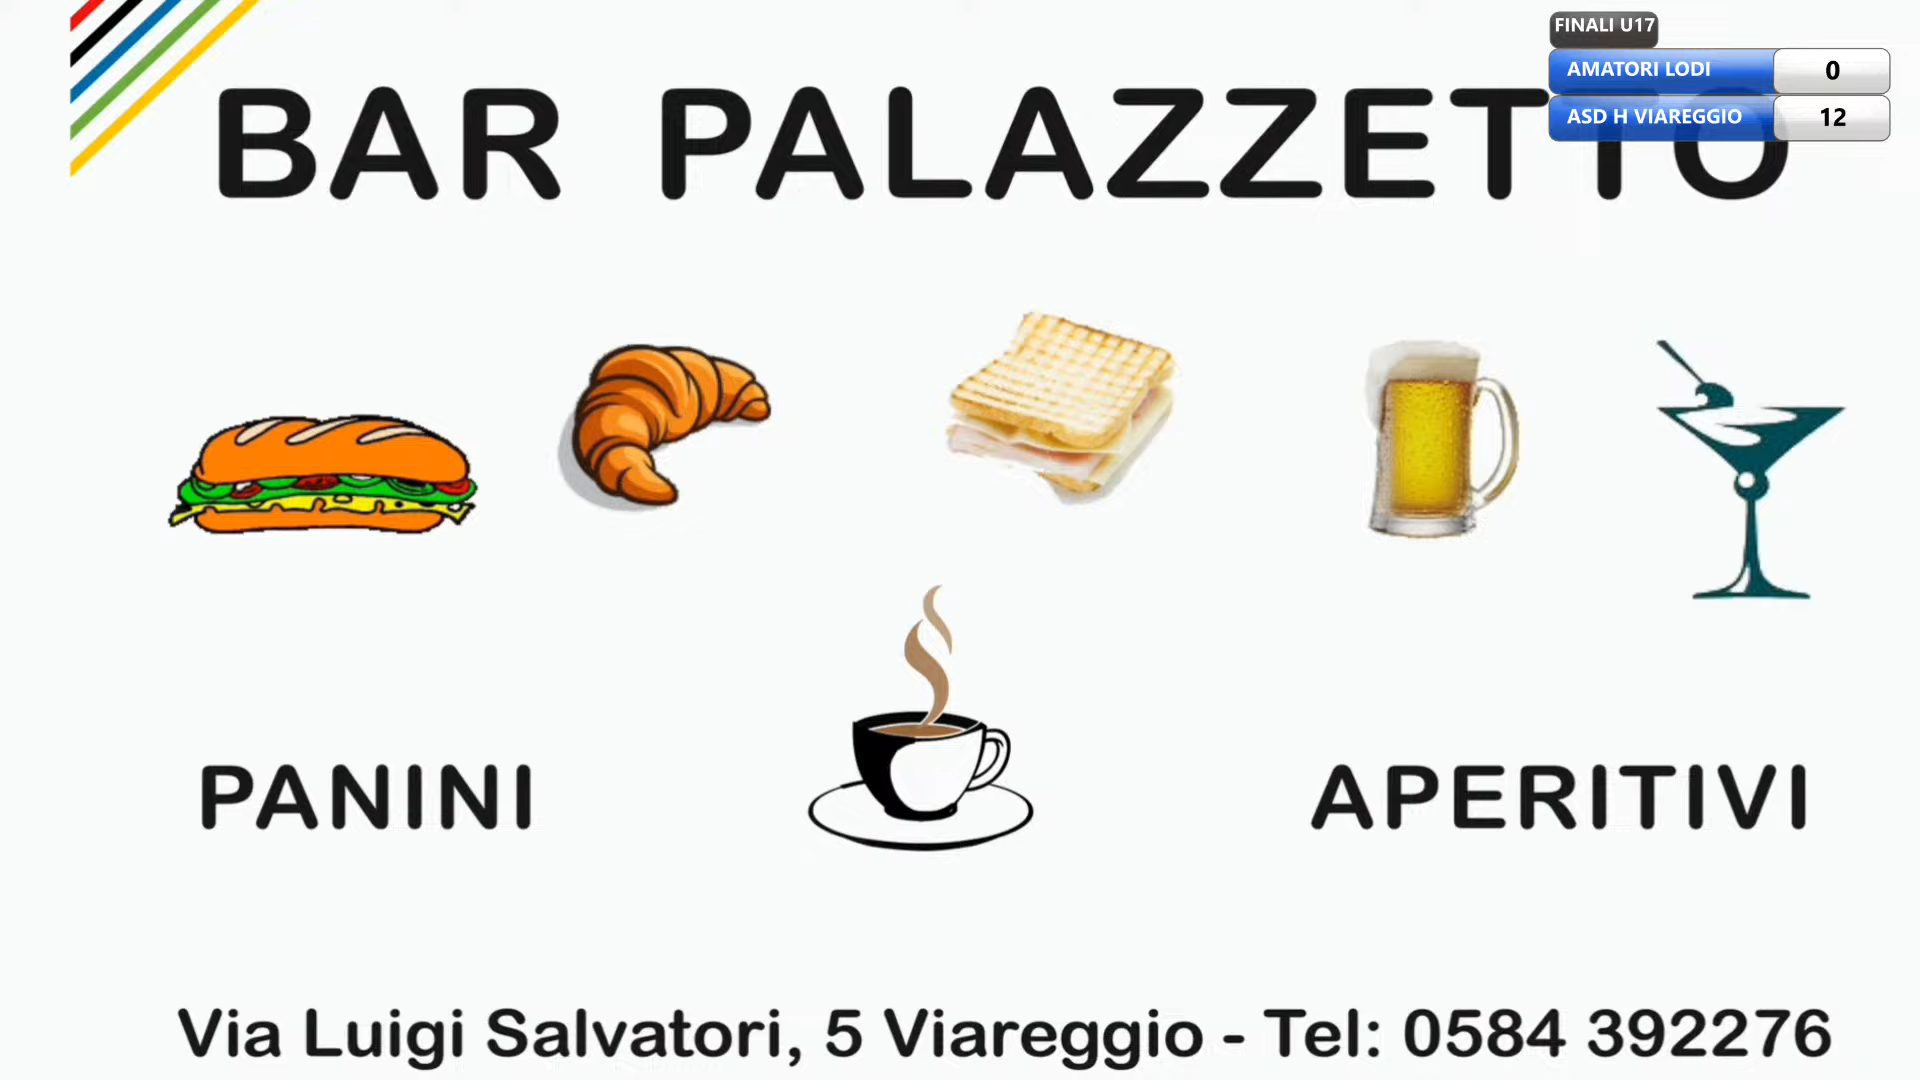 FINALI U17
AMATORI LODI 0
ASD H VIAREGGIO 12
BAR PALAZZETTO
PANINI
APERITIVI
Via Luigi Salvatori, 5 Viareggio - Tel: 0584 392276